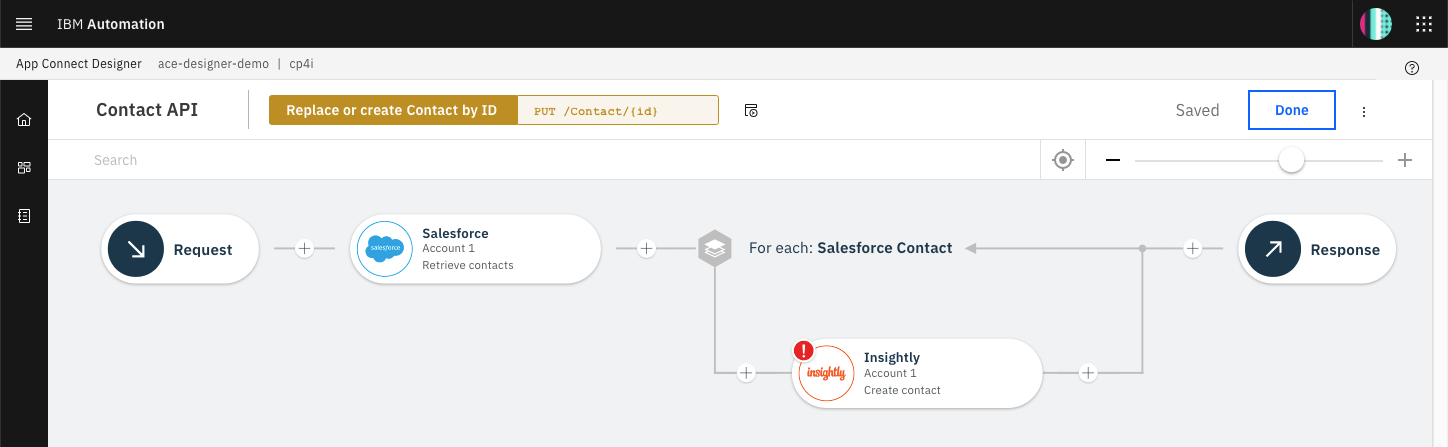 IBM Automation
App Connect Designer ace-designer-demo | cp4i
Contact API
Replace or create Contact by ID
PUT /Contact/{id}
Saved
Done
Search
Request
salesforce
Salesforce
Account 1
Retrieve contacts
For each: Salesforce Contact
Response
insightly
Insightly
Account 1
Create contact